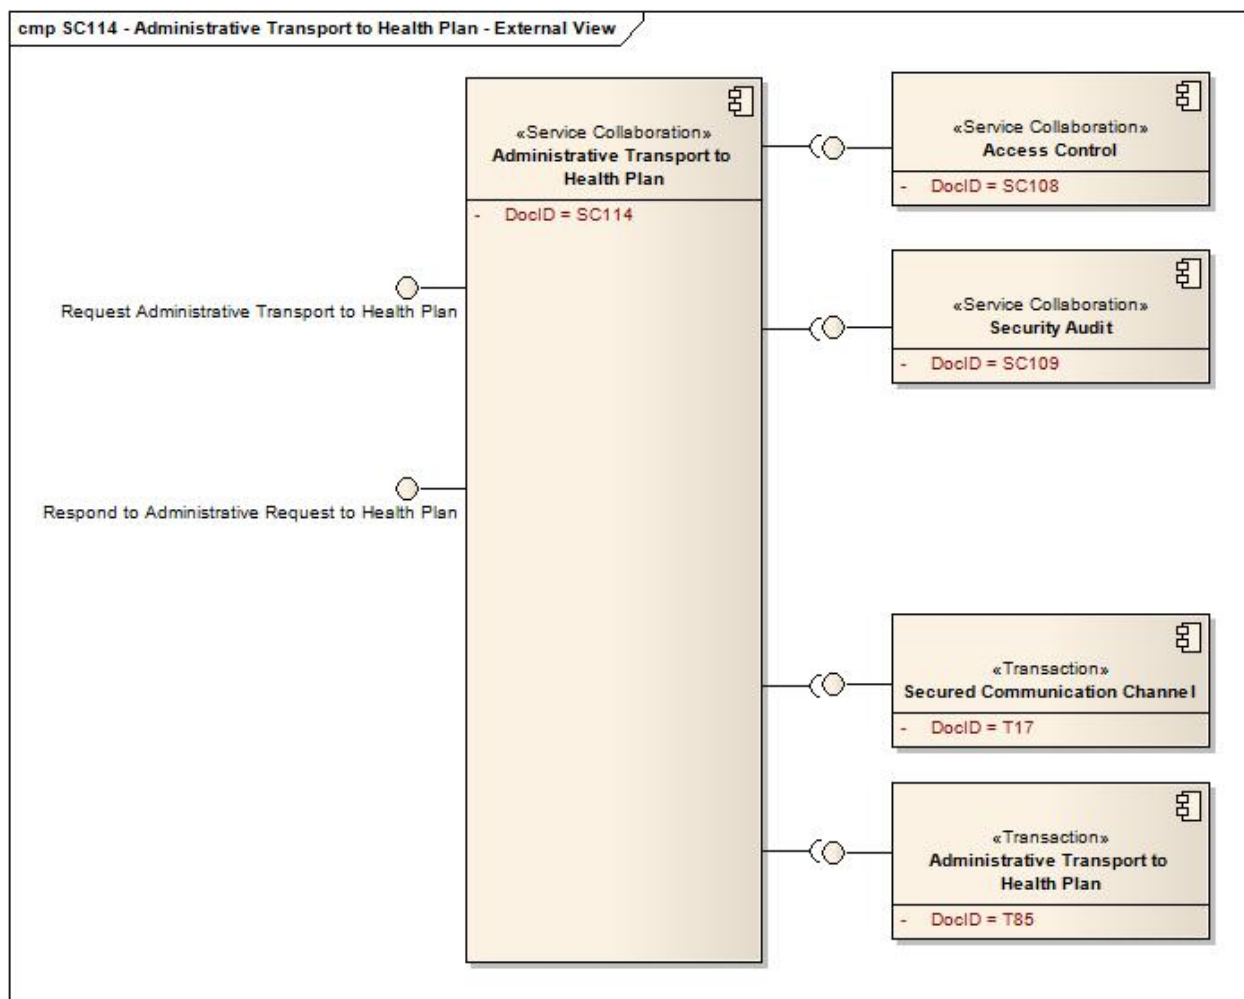 cmp SC114 - Administrative Transport to Health Plan - External View
«Service Collaboration»
Administrative Transport to
Health Plan
- DocID = SC114
Request Administrative Transport to Health Plan
Respond to Administrative Request to Health Plan
«Service Collaboration»
Access Control
- DocID = SC108
«Service Collaboration»
Security Audit
- DocID = SC109
«Transaction»
Secured Communication Channel
- DocID = T17
«Transaction»
Administrative Transport to
Health Plan
- DocID = T85